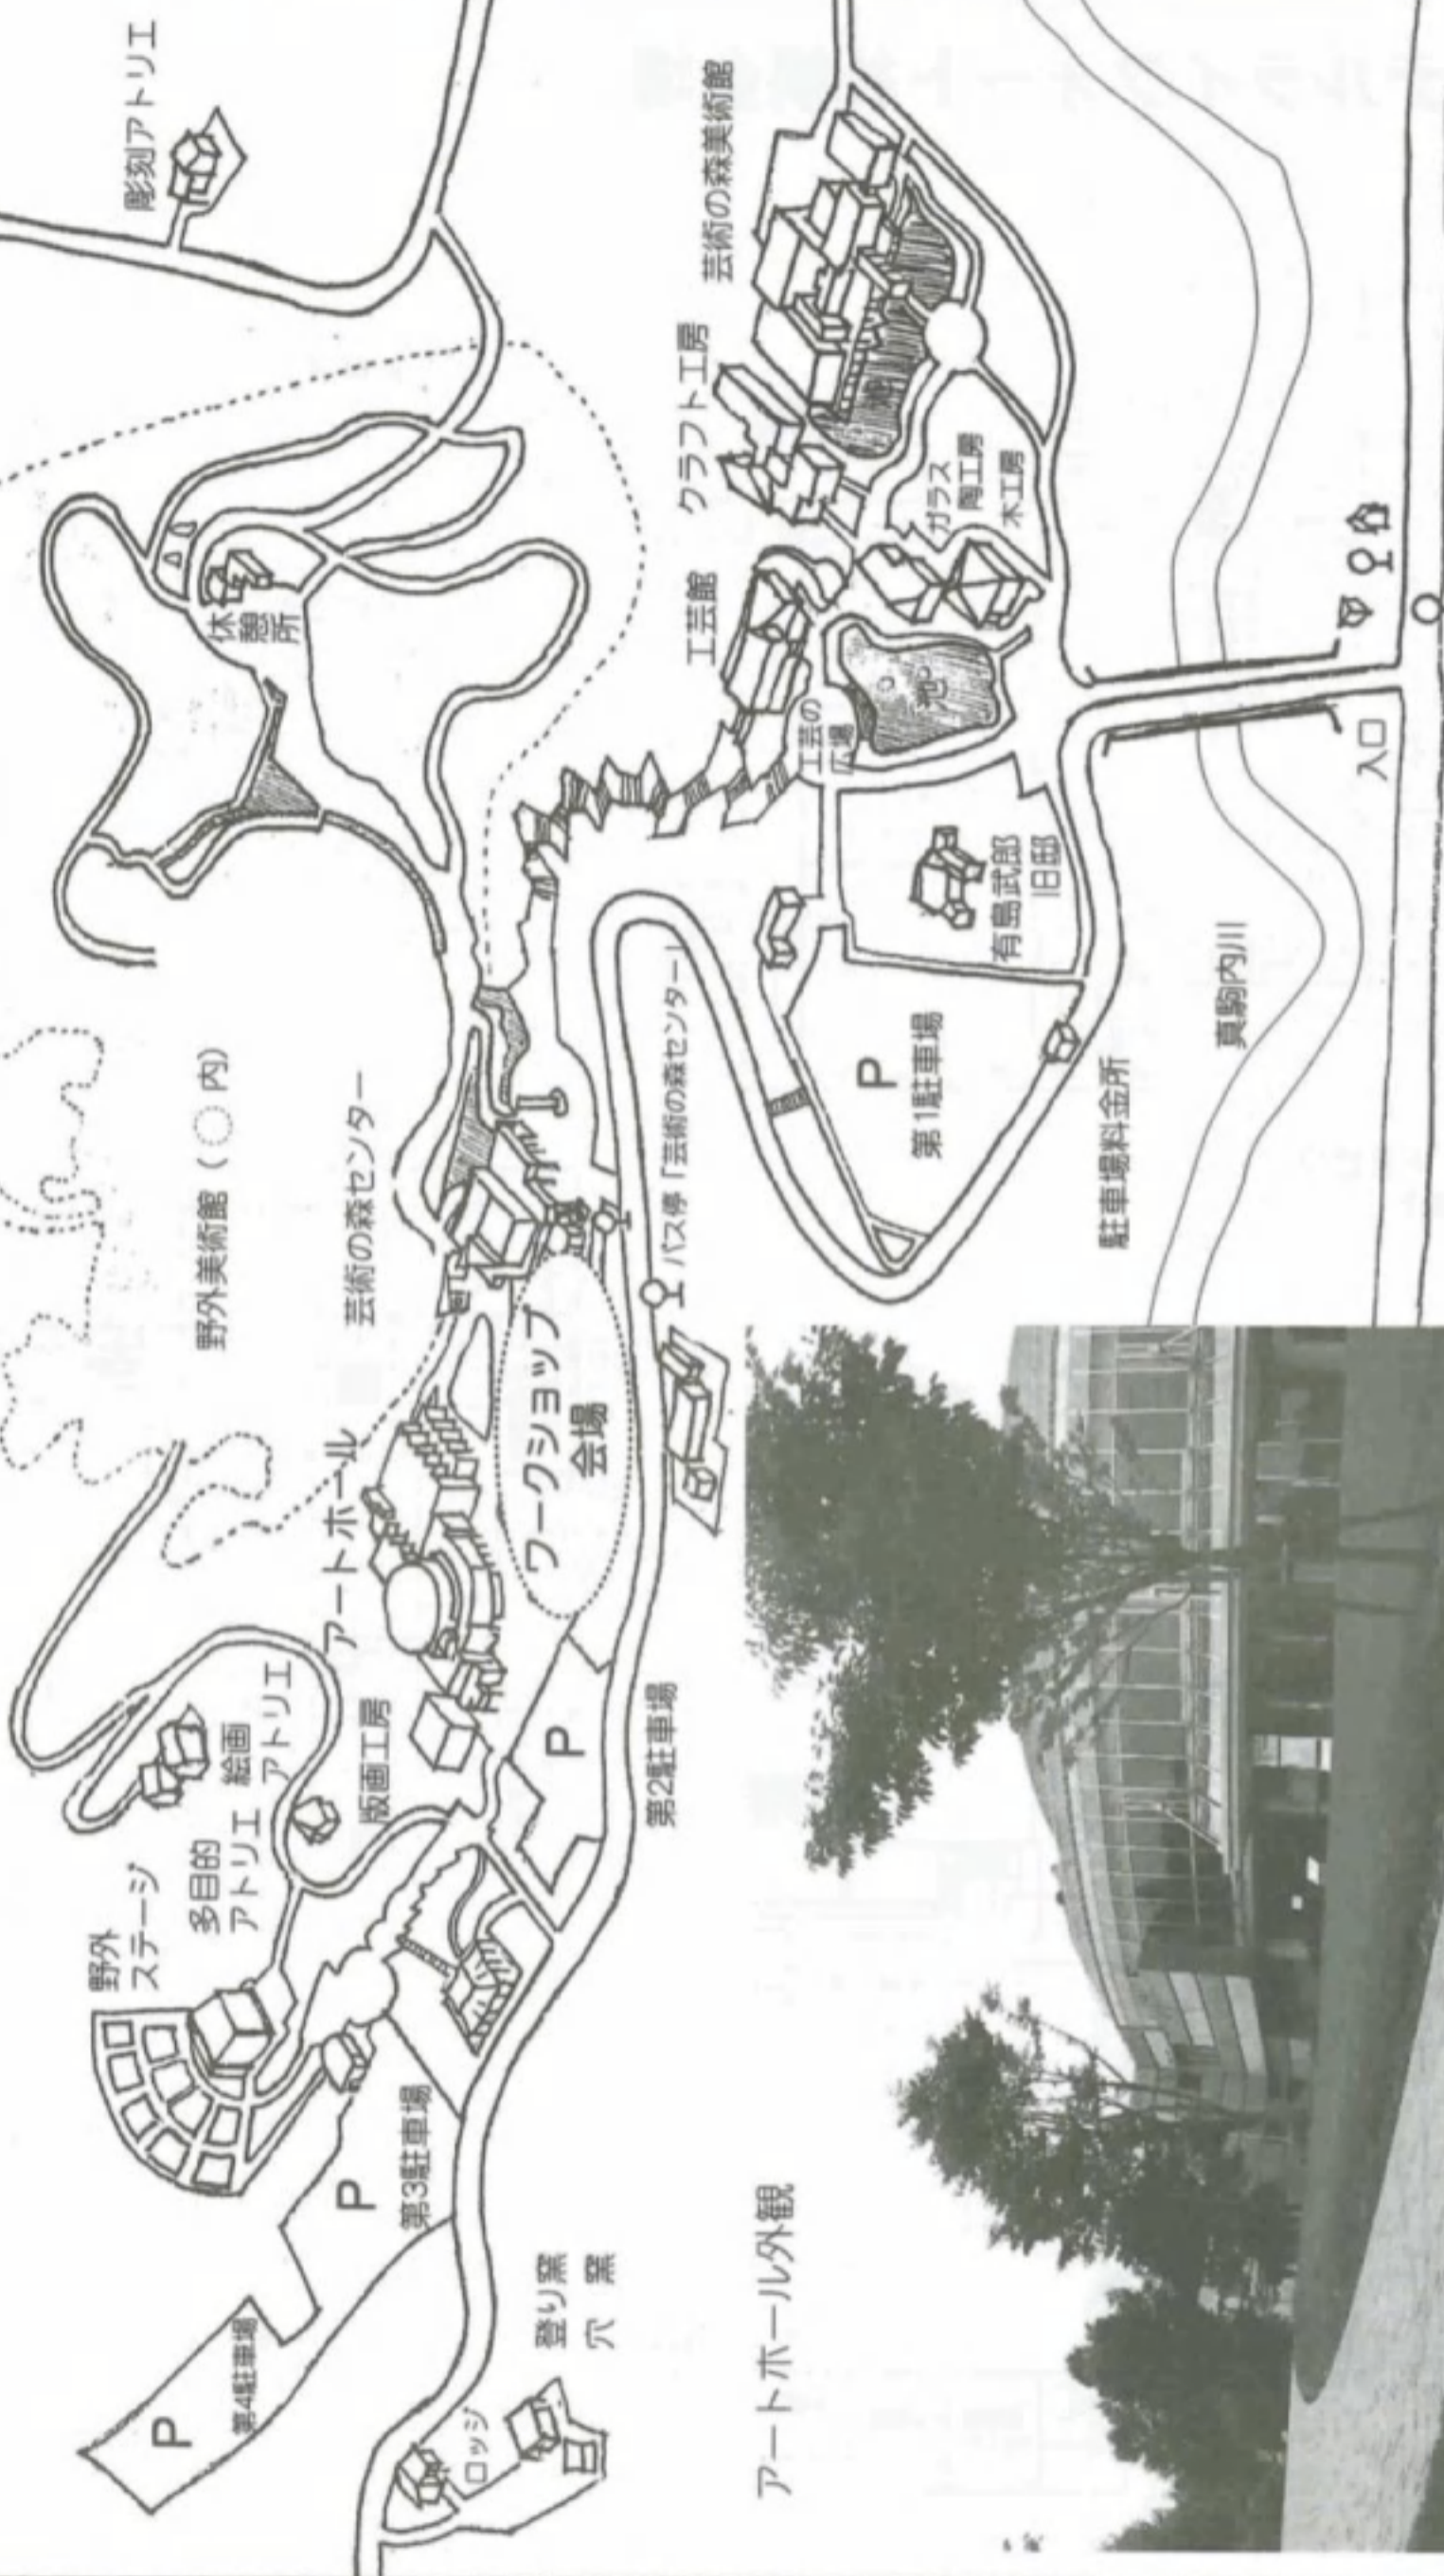 野外
ステージ
多目的
アトリエ
絵画
アトリエ
版画工房
アートホール
野外美術館(◌内)
芸術の森センター
休憩所
彫刻アトリエ
P
第4駐車場
P
第3駐車場
P
第2駐車場
ワークショップ
会場
バス停「芸術の森センター」
工芸館
クラフト工房
芸術の森美術館
ロッジ
登り窯
穴 窯
工芸の
広場
池
ガラス
陶工房
木工房
P
第1駐車場
有島武郎
旧邸
駐車場料金所
真駒内川
入口
アートホール外観